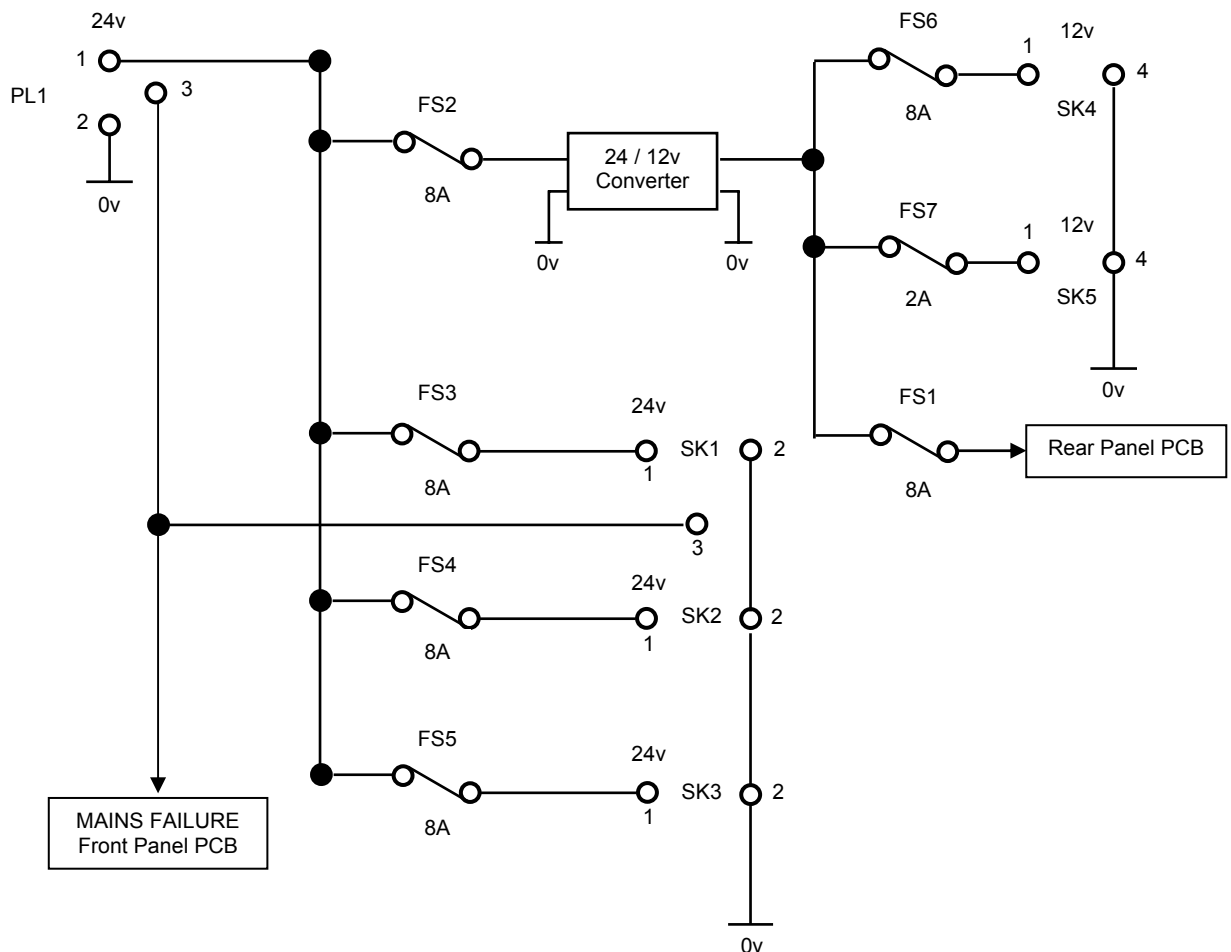 24v
1
3
PL1
2
0v
FS2
8A
24 / 12v
Converter
0v
0v
FS6
8A
1
12v
4
SK4
FS7
2A
1
12v
4
SK5
0v
FS1
8A
Rear Panel PCB
FS3
8A
24v
1
SK1
2
3
FS4
8A
24v
1
SK2
2
FS5
8A
24v
1
SK3
2
0v
MAINS FAILURE
Front Panel PCB